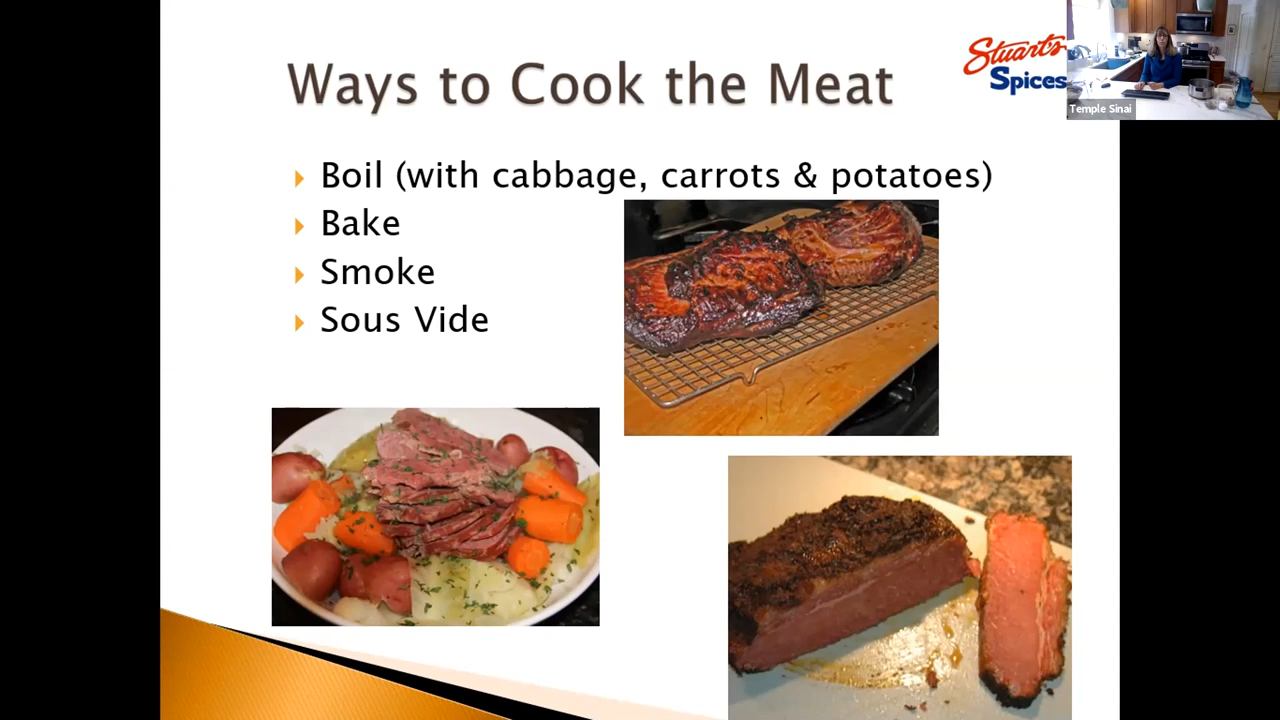 Ways to Cook the Meat
Stuart's
Spices
Temple Sinai
Boil (with cabbage, carrots & potatoes)
Bake
Smoke
Sous Vide